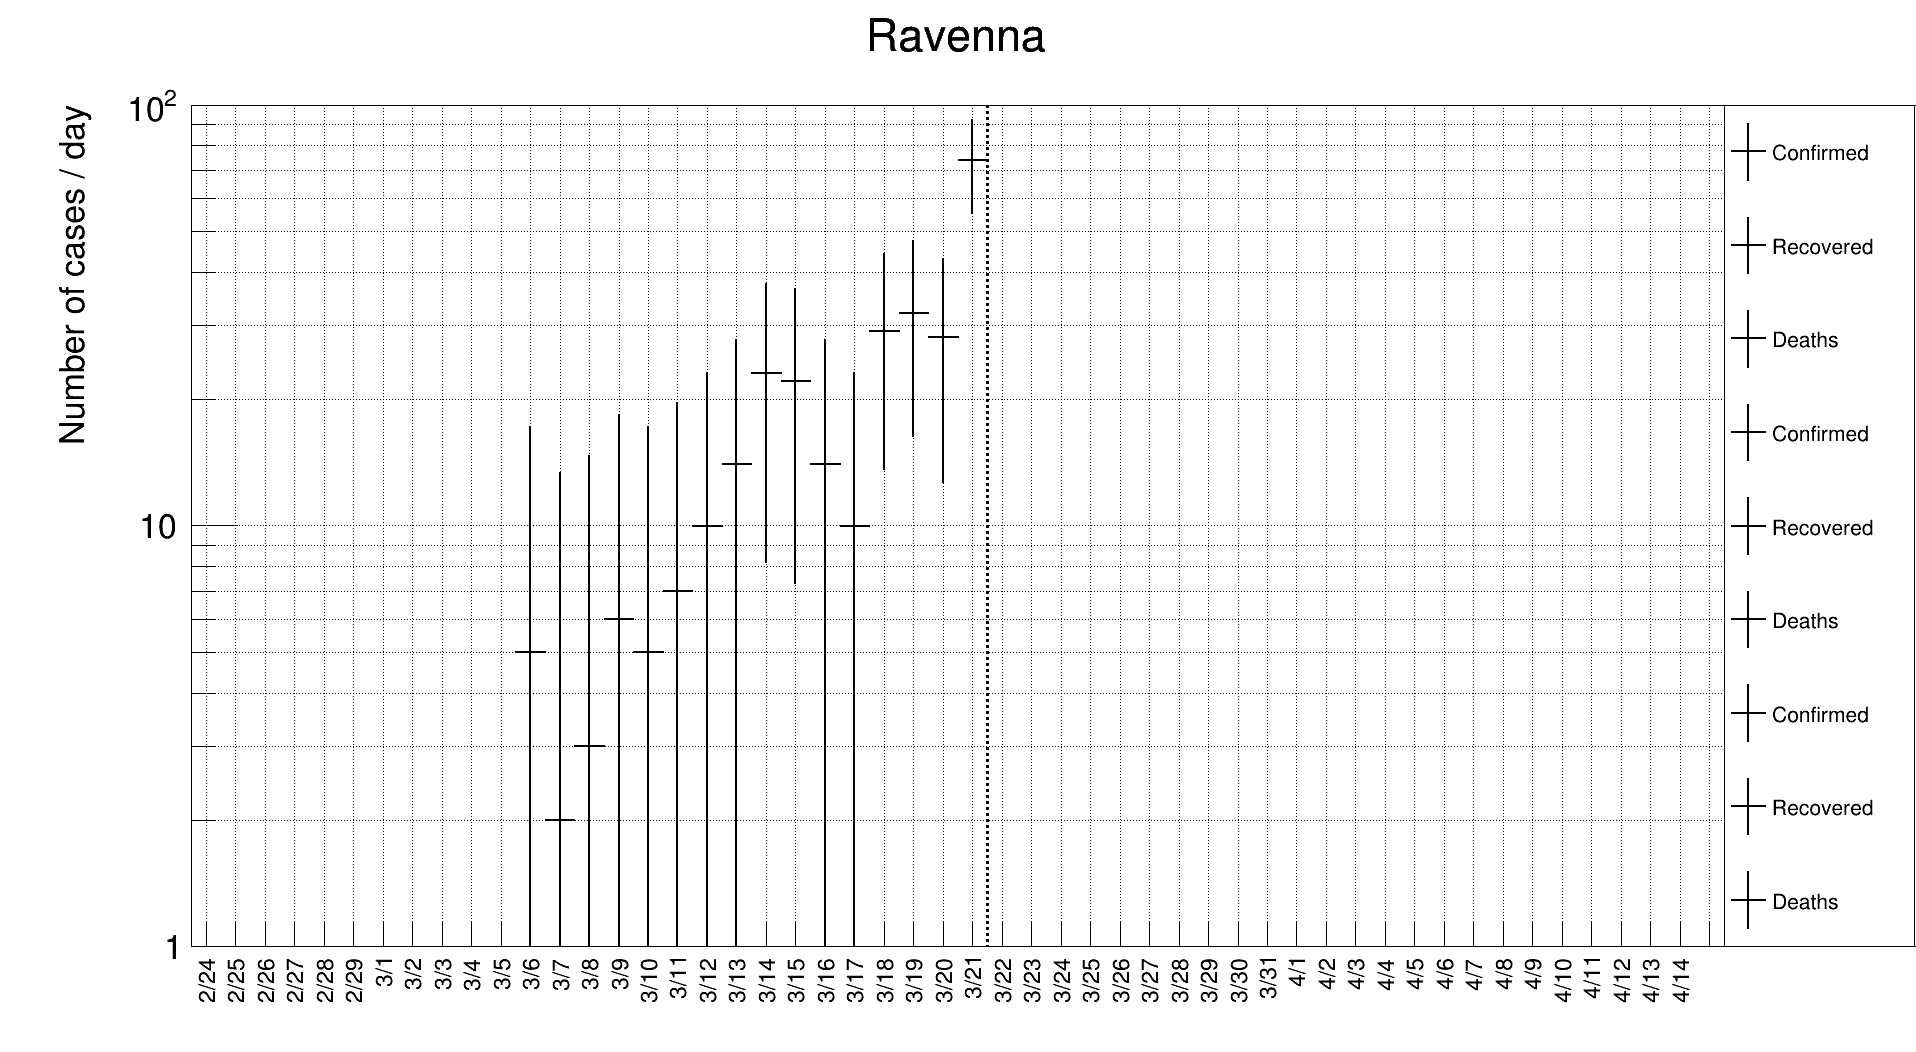 Ravenna
Number of cases / day
10²
10
1
2/24 2/25 2/26 2/27 2/28 2/29 3/1 3/2 3/3 3/4 3/5 3/6 3/7 3/8 3/9 3/10 3/11 3/12 3/13 3/14 3/15 3/16 3/17 3/18 3/19 3/20 3/21 3/22 3/23 3/24 3/25 3/26 3/27 3/28 3/29 3/30 3/31 4/1 4/2 4/3 4/4 4/5 4/6 4/7 4/8 4/9 4/10 4/11 4/12 4/13 4/14
Confirmed
Recovered
Deaths
Confirmed
Recovered
Deaths
Confirmed
Recovered
Deaths